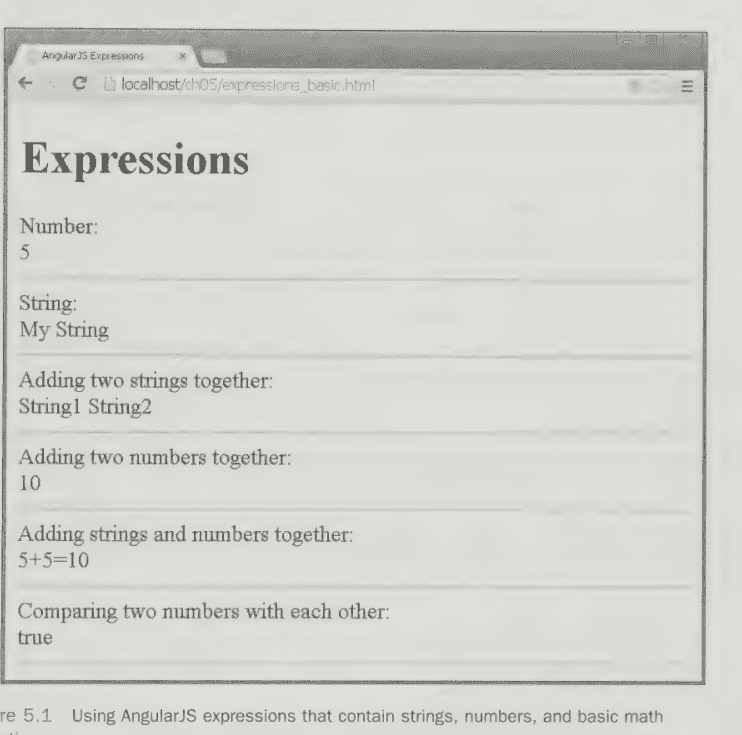 AngularJS Expressions ×
localhost/ch05/expressions_basic.html
Expressions
Number:
5
String:
My String
Adding two strings together:
String1 String2
Adding two numbers together:
10
Adding strings and numbers together:
5+5=10
Comparing two numbers with each other:
true
re 5.1 Using AngularJS expressions that contain strings, numbers, and basic math